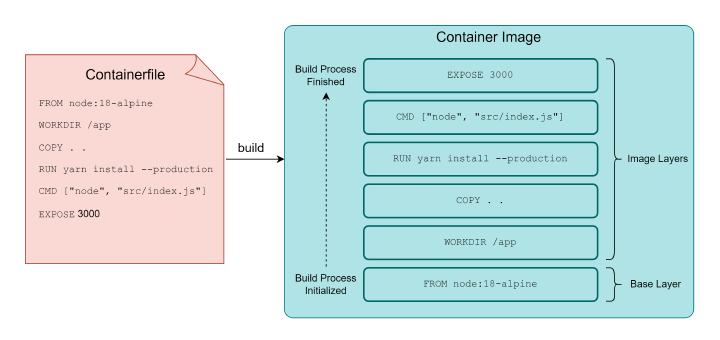 Containerfile
FROM node:18-alpine
WORKDIR /app
COPY . .
RUN yarn install --production
CMD ["node", "src/index.js"]
EXPOSE 3000
build
Container Image
Build Process
Finished
EXPOSE 3000
CMD ["node", "src/index.js"]
RUN yarn install --production
Image Layers
COPY . .
WORKDIR /app
Build Process
Initialized
FROM node:18-alpine
Base Layer